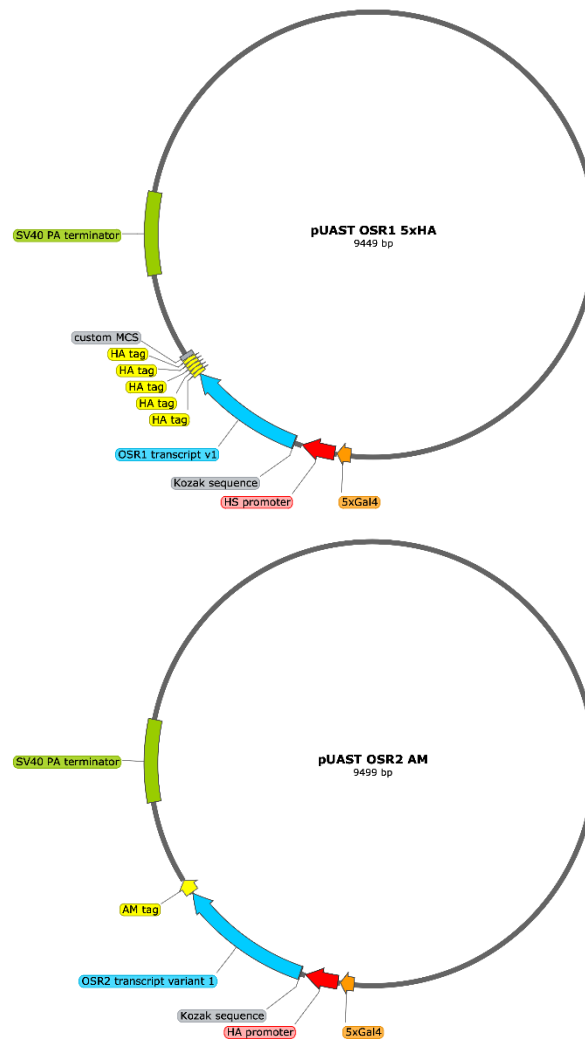 pUAST OSR1 5xHA
9449 bp
SV40 PA terminator
custom MCS
HA tag
HA tag
HA tag
HA tag
HA tag
OSR1 transcript v1
Kozak sequence
HS promoter
5xGal4
pUAST OSR2 AM
9499 bp
SV40 PA terminator
AM tag
OSR2 transcript variant 1
Kozak sequence
HA promoter
5xGal4